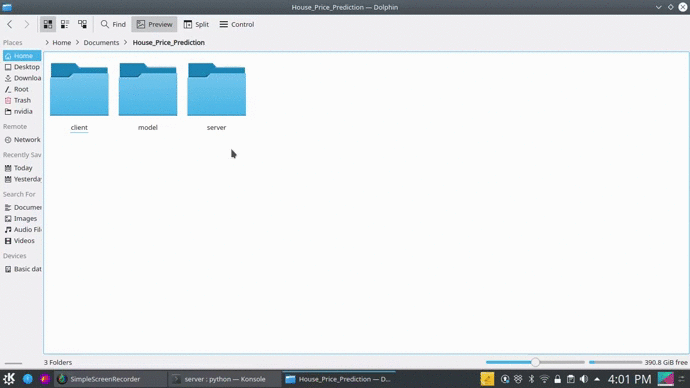 House_Price_Prediction — Dolphin
Find
Preview
Split
Control
Places
Home
Desktop
Downloa
Root
Trash
nvidia
Remote
Network
Recently Sav
Today
Yesterda
Search For
Documen
Images
Audio File
Videos
Devices
Basic dat
Home > Documents > House_Price_Prediction
client
model
server
3 Folders
390.8 GiB free
SimpleScreenRecorder
server : python — Konsole
House_Price_Prediction — D...
4:01 PM